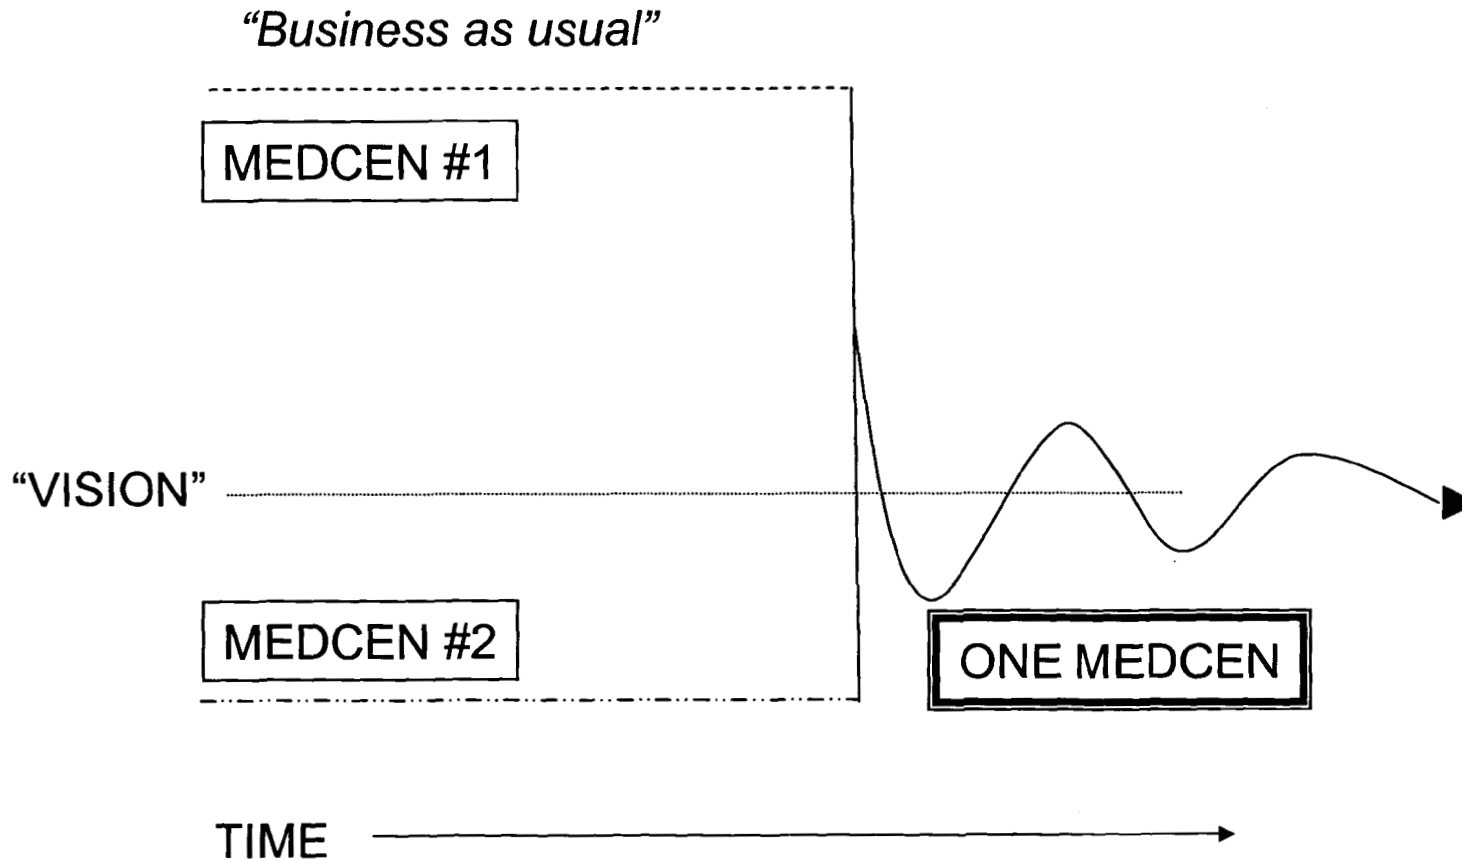 “Business as usual”
MEDCEN #1
“VISION”
MEDCEN #2
ONE MEDCEN
TIME